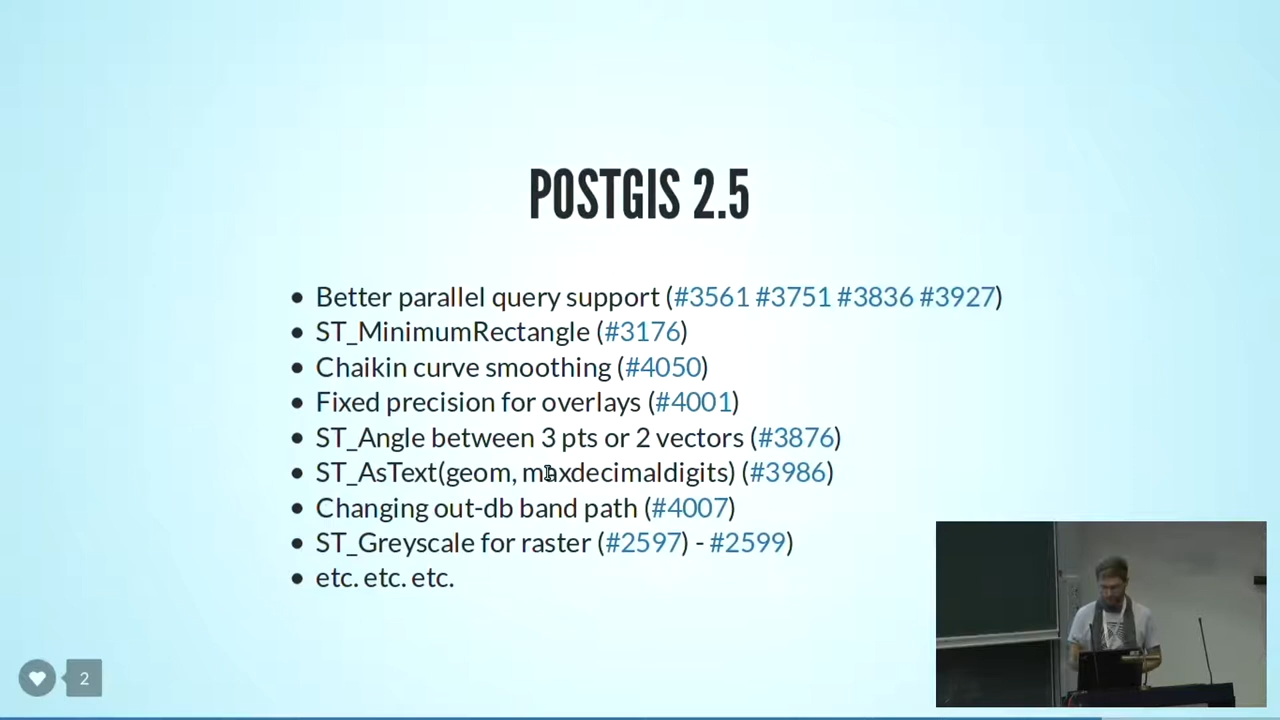 POSTGIS 2.5
Better parallel query support (#3561 #3751 #3836 #3927)
ST_MinimumRectangle (#3176)
Chaikin curve smoothing (#4050)
Fixed precision for overlays (#4001)
ST_Angle between 3 pts or 2 vectors (#3876)
ST_AsText(geom, maxdecimaldigits) (#3986)
Changing out-db band path (#4007)
ST_Greyscale for raster (#2597) - #2599)
etc. etc. etc.
2